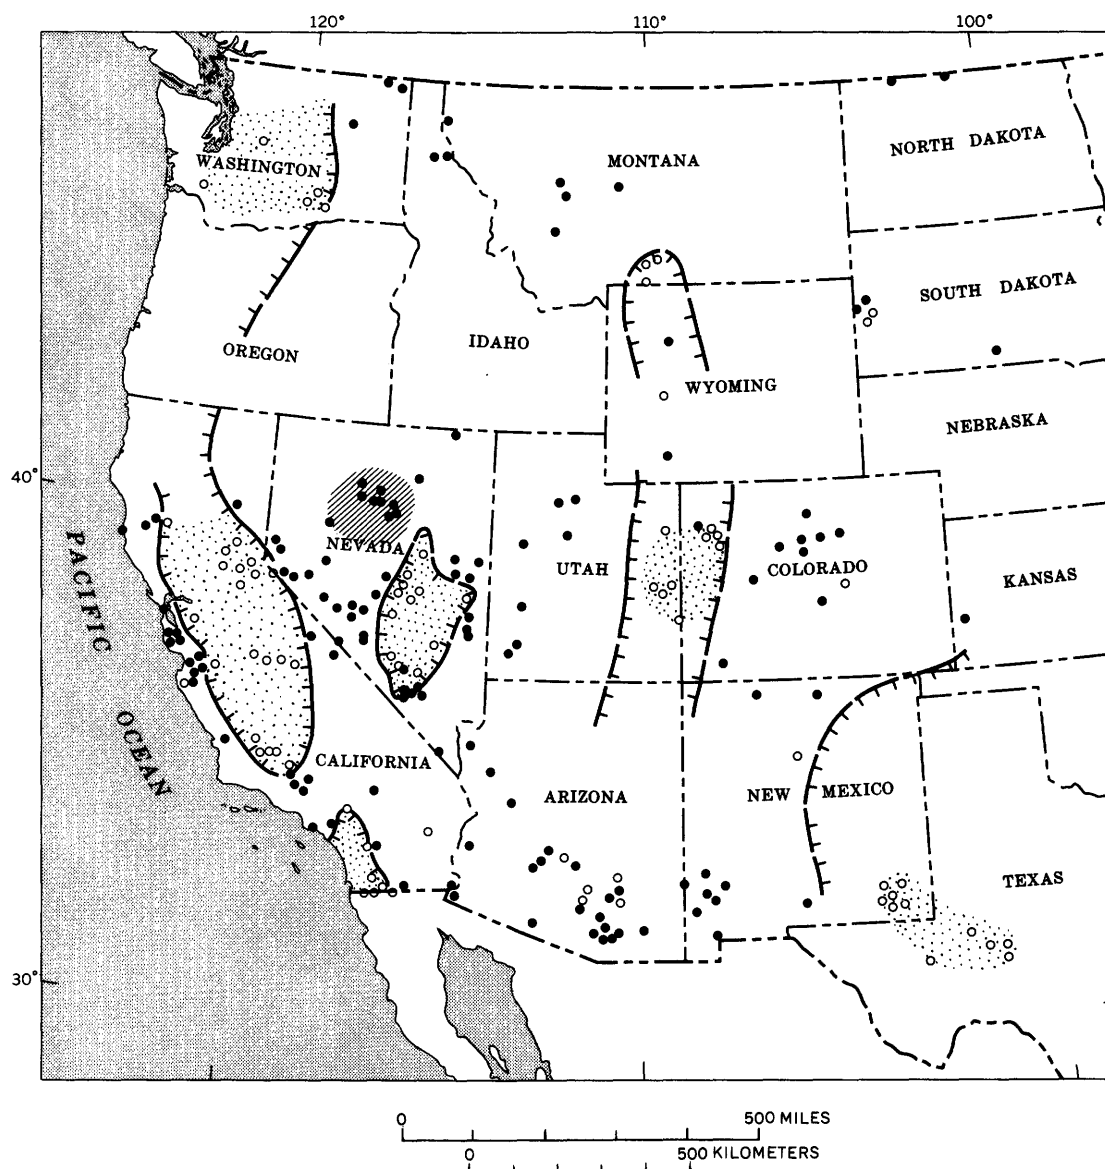 120° 110° 100°
WASHINGTON
MONTANA
NORTH DAKOTA
SOUTH DAKOTA
OREGON
IDAHO
WYOMING
NEBRASKA
40°
NEVADA
UTAH
COLORADO
KANSAS
PACIFIC
OCEAN
CALIFORNIA
ARIZONA
NEW MEXICO
TEXAS
30°
0 500 MILES
0 500 KILOMETERS